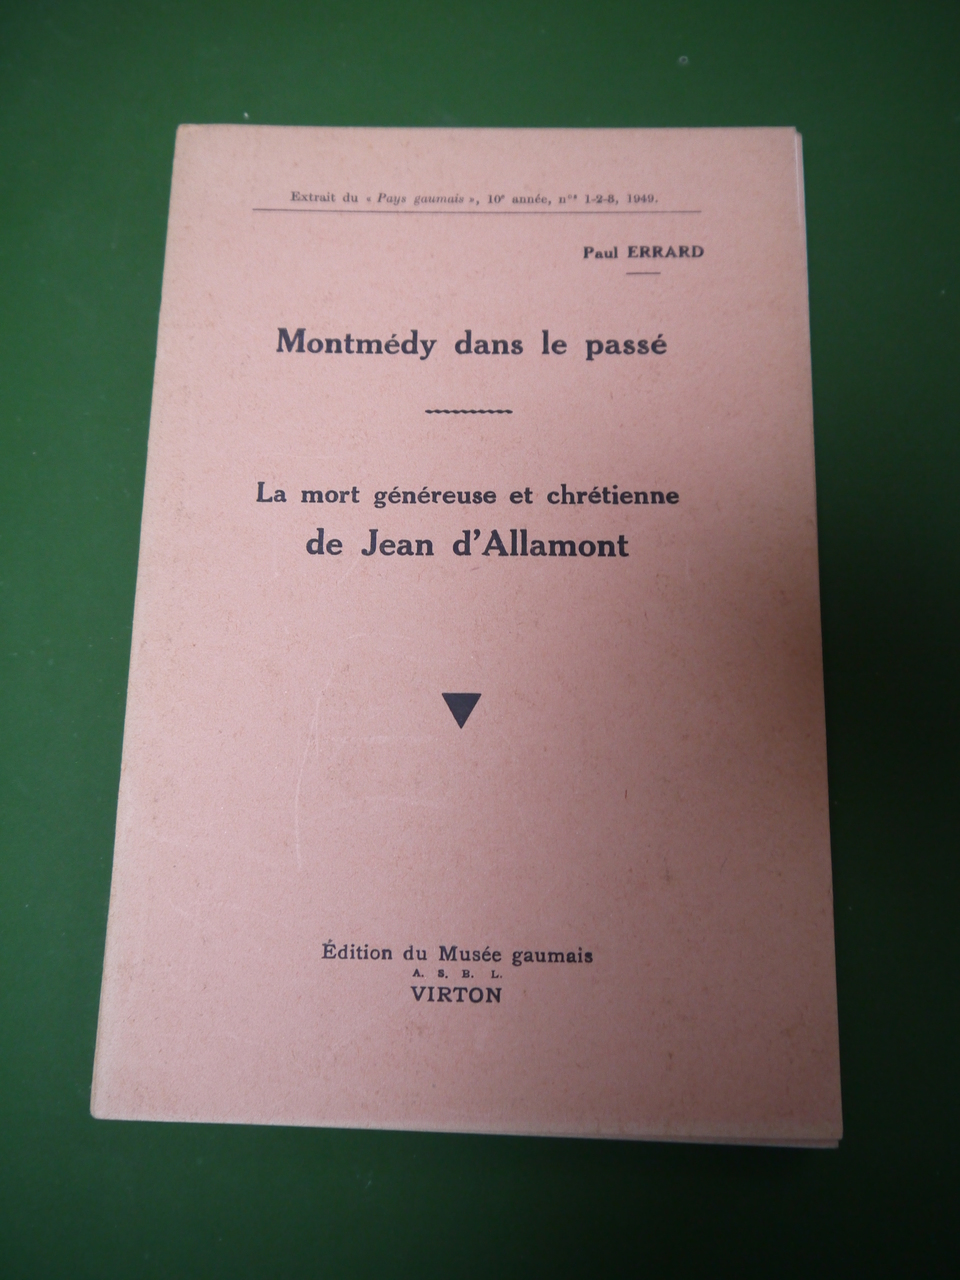 Extrait du « Pays gaumais », 10e année, nos 1-2-3, 1949.
Paul ERRARD
Montmédy dans le passé
La mort généreuse et chrétienne
de Jean d'Allamont
Édition du Musée gaumais
A. S. B. L.
VIRTON